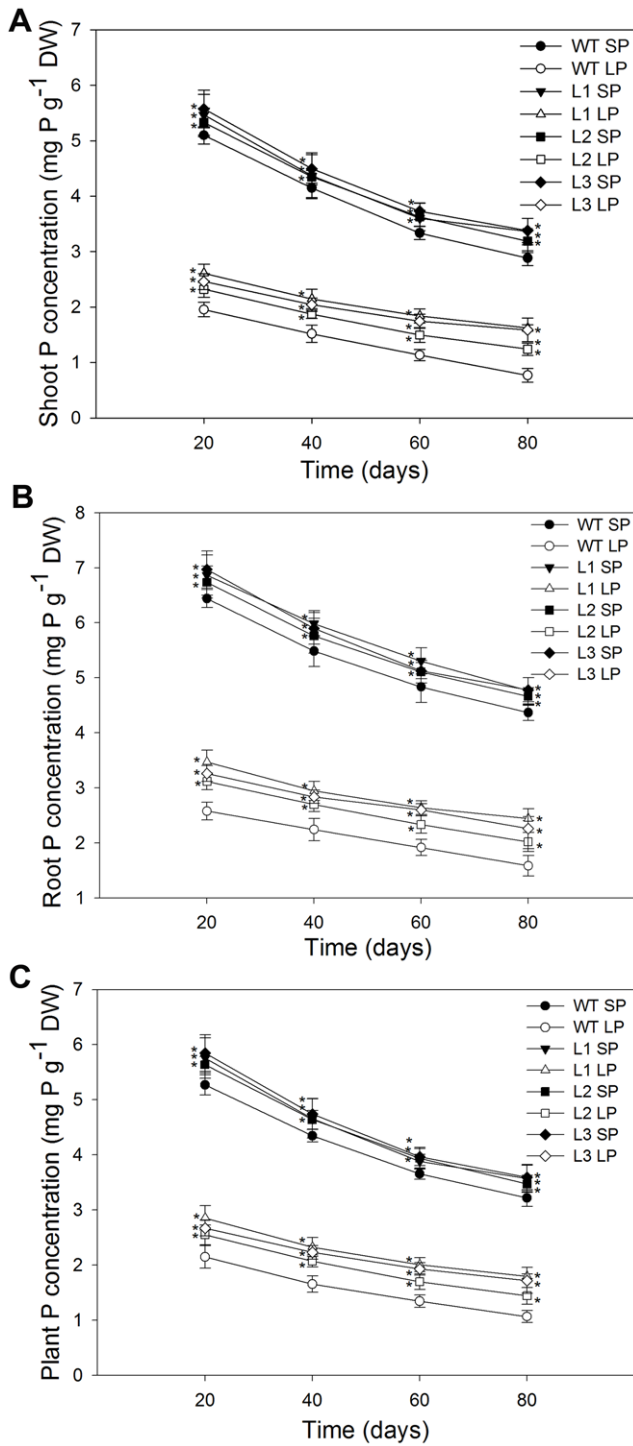 A
Shoot P concentration (mg P g⁻¹ DW)
7
6
5
4
3
2
1
0
WT SP
WT LP
L1 SP
L1 LP
L2 SP
L2 LP
L3 SP
L3 LP
20 40 60 80
Time (days)
B
Root P concentration (mg P g⁻¹ DW)
8
7
6
5
4
3
2
1
WT SP
WT LP
L1 SP
L1 LP
L2 SP
L2 LP
L3 SP
L3 LP
20 40 60 80
Time (days)
C
Plant P concentration (mg P g⁻¹ DW)
7
6
5
4
3
2
1
0
WT SP
WT LP
L1 SP
L1 LP
L2 SP
L2 LP
L3 SP
L3 LP
20 40 60 80
Time (days)